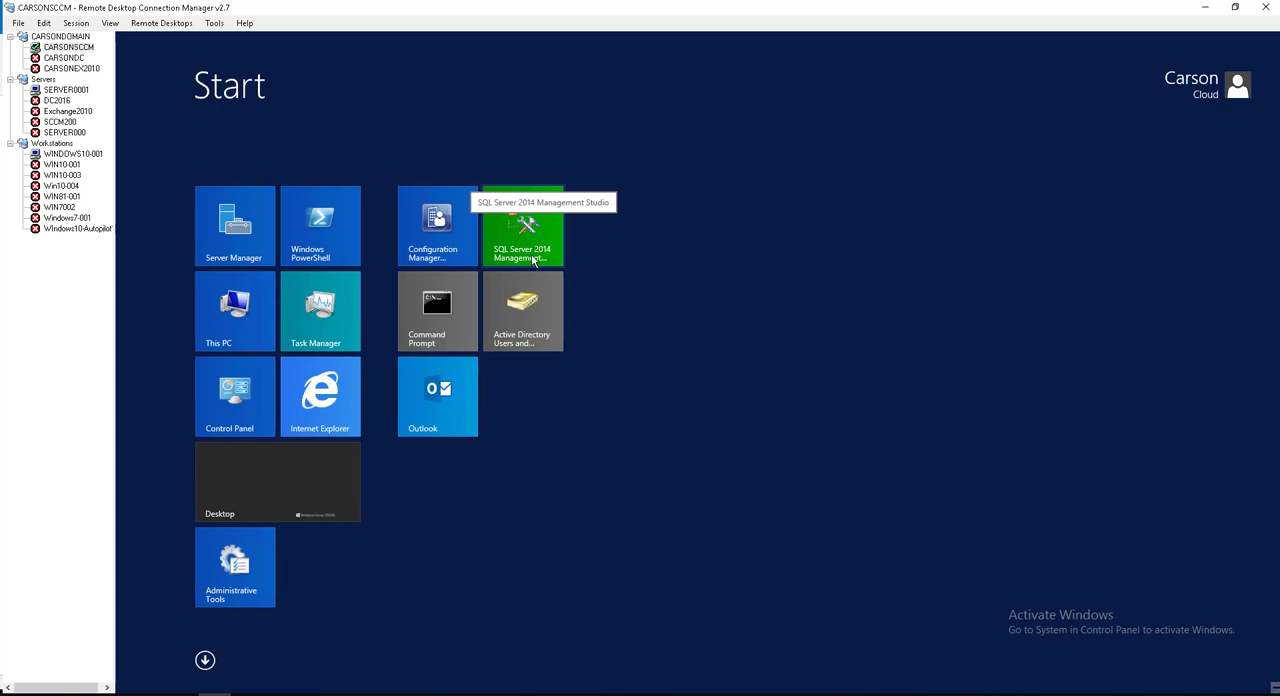 CARSONSCCM - Remote Desktop Connection Manager v2.7
File Edit Session View Remote Desktops Tools Help
CARSONDOMAIN
CARSONSCCM
CARSONDC
CARSONEX2010
Servers
SERVER0001
DC2016
Exchange2010
SCCM200
SERVER000
Workstations
WINDOWS10-001
WIN10-001
WIN10-003
Win10-004
WIN81-001
WIN7002
Windows7-001
WIndows10-Autopilot
Start
Carson
Cloud
Server Manager
Windows
PowerShell
Configuration
Manager...
SQL Server 2014 Management Studio
SQL Server 2014
Management...
This PC
Task Manager
Command
Prompt
Active Directory
Users and...
Control Panel
Internet Explorer
Outlook
Desktop
Administrative
Tools
Activate Windows
Go to System in Control Panel to activate Windows.